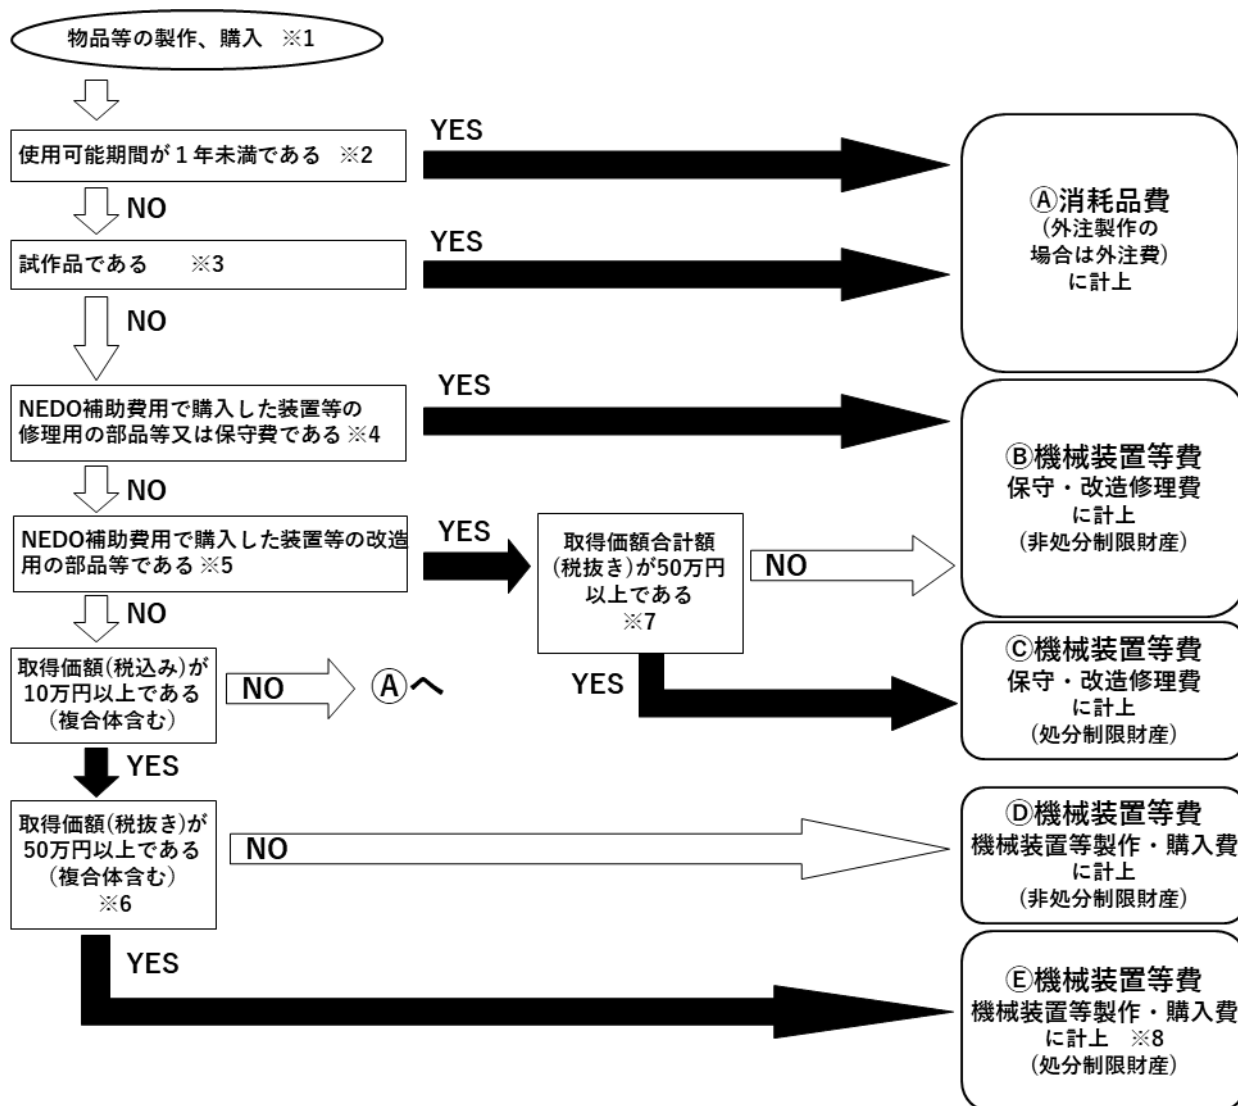 物品等の製作、購入　※1
使用可能期間が１年未満である　※2
YES
NO
試作品である　　※3
YES
NO
Ⓐ消耗品費
(外注製作の
場合は外注費)
に計上
NEDO補助費用で購入した装置等の
修理用の部品等又は保守費である ※4
YES
NO
Ⓑ機械装置等費
保守・改造修理費
に計上
(非処分制限財産)
NEDO補助費用で購入した装置等の改造
用の部品等である ※5
YES
NO
取得価額合計額
(税抜き)が50万円
以上である
※7
NO
YES
Ⓒ機械装置等費
保守・改造修理費
に計上
(処分制限財産)
取得価額(税込み)が
10万円以上である
(複合体含む)
NO
Ⓐへ
YES
取得価額(税抜き)が
50万円以上である
(複合体含む)
※6
NO
YES
Ⓓ機械装置等費
機械装置等製作・購入費
に計上
(非処分制限財産)
Ⓔ機械装置等費
機械装置等製作・購入費
に計上　※8
(処分制限財産)